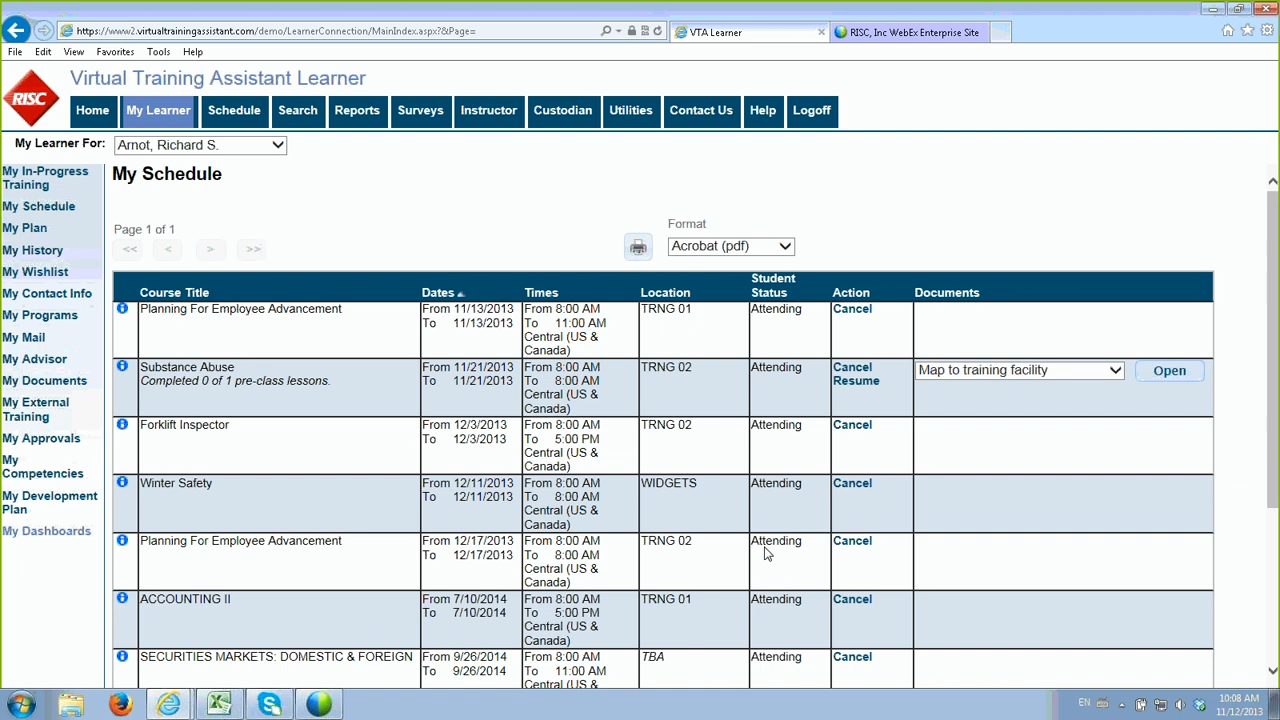 https://www2.virtualtrainingassistant.com/demo/LearnerConnection/MainIndex.aspx?&Page=
VTA Learner
RISC, Inc WebEx Enterprise Site
File Edit View Favorites Tools Help
RISC
Virtual Training Assistant Learner
Home My Learner Schedule Search Reports Surveys Instructor Custodian Utilities Contact Us Help Logoff
My Learner For: Arnot, Richard S.
My In-Progress
Training
My Schedule
My Plan
My History
My Wishlist
My Contact Info
My Programs
My Mail
My Advisor
My Documents
My External
Training
My Approvals
My
Competencies
My Development
Plan
My Dashboards
My Schedule
Page 1 of 1
<< < > >>
Format
Acrobat (pdf)
Course Title Dates Times Location Student Status Action Documents
Planning For Employee Advancement From 11/13/2013 From 8:00 AM TRNG 01 Attending Cancel
To 11/13/2013 To 11:00 AM
Central (US &
Canada)
Substance Abuse From 11/21/2013 From 8:00 AM TRNG 02 Attending Cancel Map to training facility Open
Completed 0 of 1 pre-class lessons. To 11/21/2013 To 8:00 AM Resume
Central (US &
Canada)
Forklift Inspector From 12/3/2013 From 8:00 AM TRNG 02 Attending Cancel
To 12/3/2013 To 5:00 PM
Central (US &
Canada)
Winter Safety From 12/11/2013 From 8:00 AM WIDGETS Attending Cancel
To 12/11/2013 To 8:00 AM
Central (US &
Canada)
Planning For Employee Advancement From 12/17/2013 From 8:00 AM TRNG 02 Attending Cancel
To 12/17/2013 To 8:00 AM
Central (US &
Canada)
ACCOUNTING II From 7/10/2014 From 8:00 AM TRNG 01 Attending Cancel
To 7/10/2014 To 5:00 PM
Central (US &
Canada)
SECURITIES MARKETS: DOMESTIC & FOREIGN From 9/26/2014 From 8:00 AM TBA Attending Cancel
To 9/26/2014 To 11:00 AM
Central (US &
EN
10:08 AM
11/12/2013